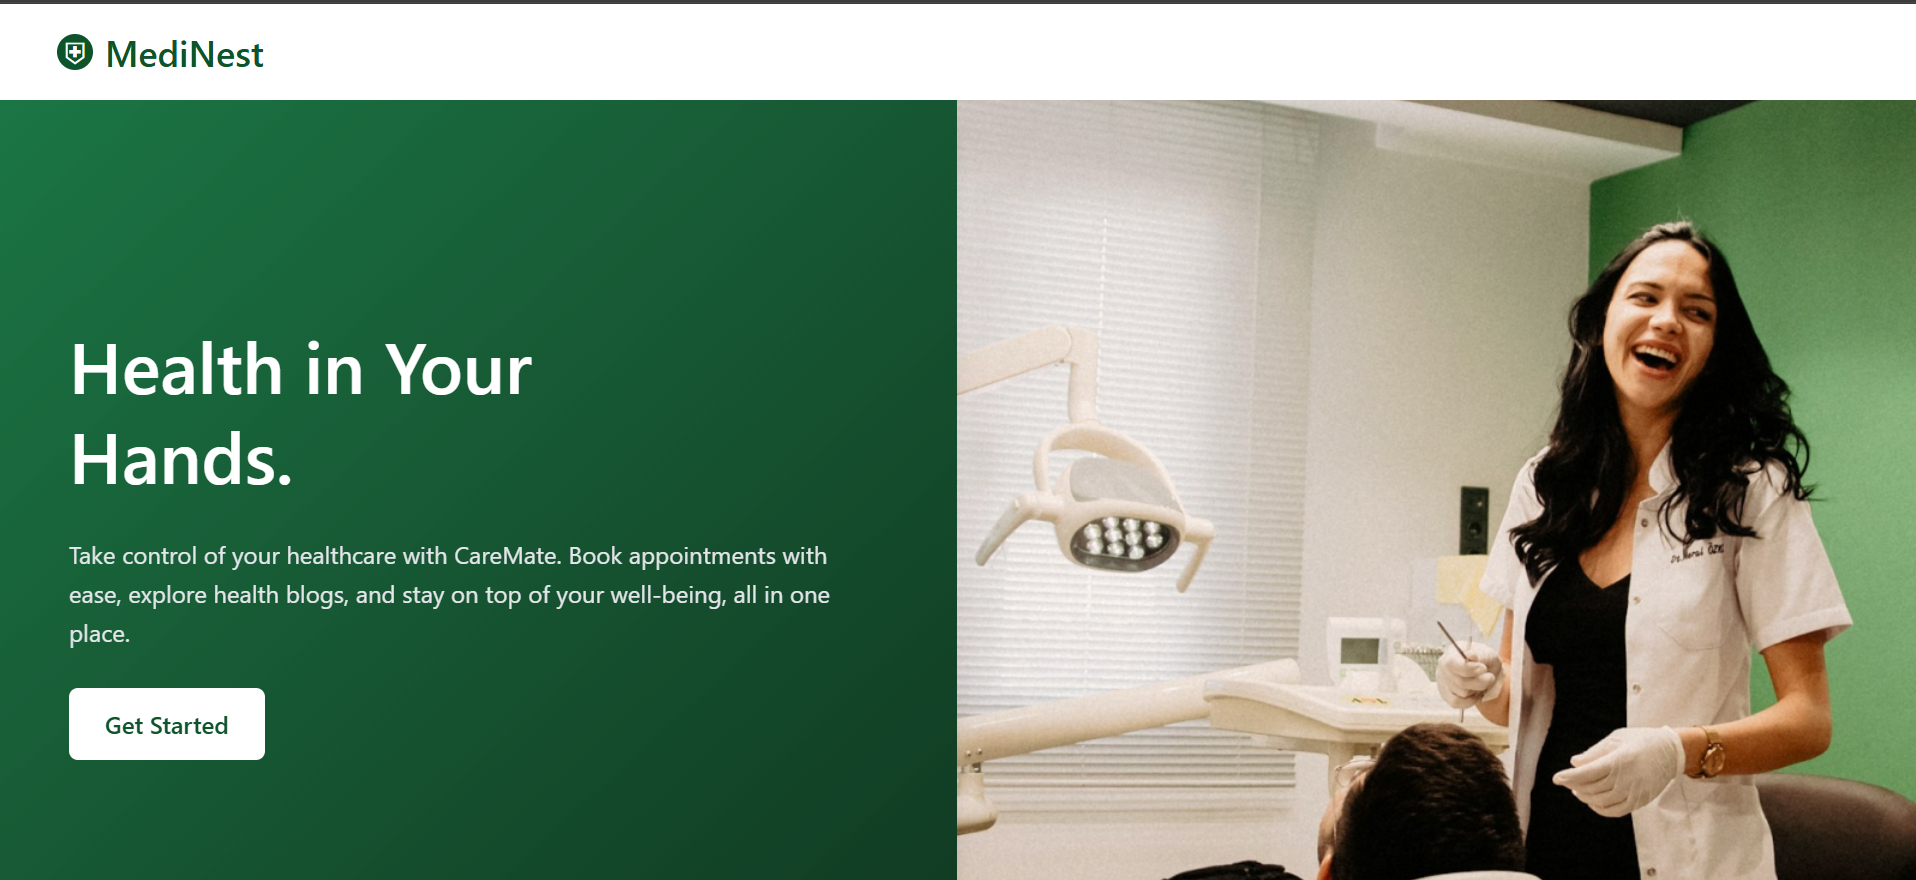 MediNest
Health in Your
Hands.
Take control of your healthcare with CareMate. Book appointments with
ease, explore health blogs, and stay on top of your well-being, all in one
place.
Get Started